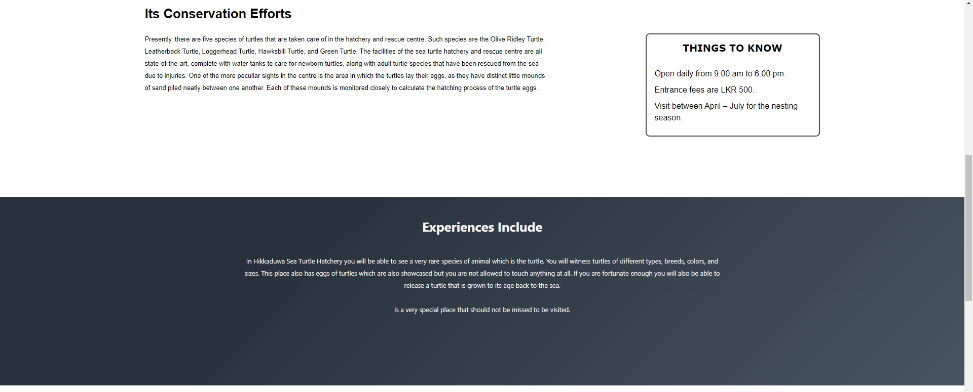 Its Conservation Efforts
Presently, there are five species of turtles that are taken care of in the hatchery and rescue centre. Such species are the Olive Ridley Turtle,
Leatherback Turtle, Loggerhead Turtle, Hawksbill Turtle, and Green Turtle. The facilities of the sea turtle hatchery and rescue centre are all
state-of-the-art, complete with water tanks to care for newborn turtles, along with adult turtle species that have been rescued from the sea
due to injuries. One of the more peculiar sights in the centre is the area in which the turtles lay their eggs, as they have distinct little mounds
of sand piled neatly between one another. Each of these mounds is monitored closely to calculate the hatching process of the turtle eggs.
THINGS TO KNOW
Open daily from 9.00 am to 6:00 pm.
Entrance fees are LKR 500.
Visit between April – July for the nesting
season.
Experiences Include
In Hikkaduwa Sea Turtle Hatchery you will be able to see a very rare species of animal which is the turtle. You will witness turtles of different types, breeds, colors, and
sizes. This place also has eggs of turtles which are also showcased but you are not allowed to touch anything at all. If you are fortunate enough you will also be able to
release a turtle that is grown to its age back to the sea.
is a very special place that should not be missed to be visited.